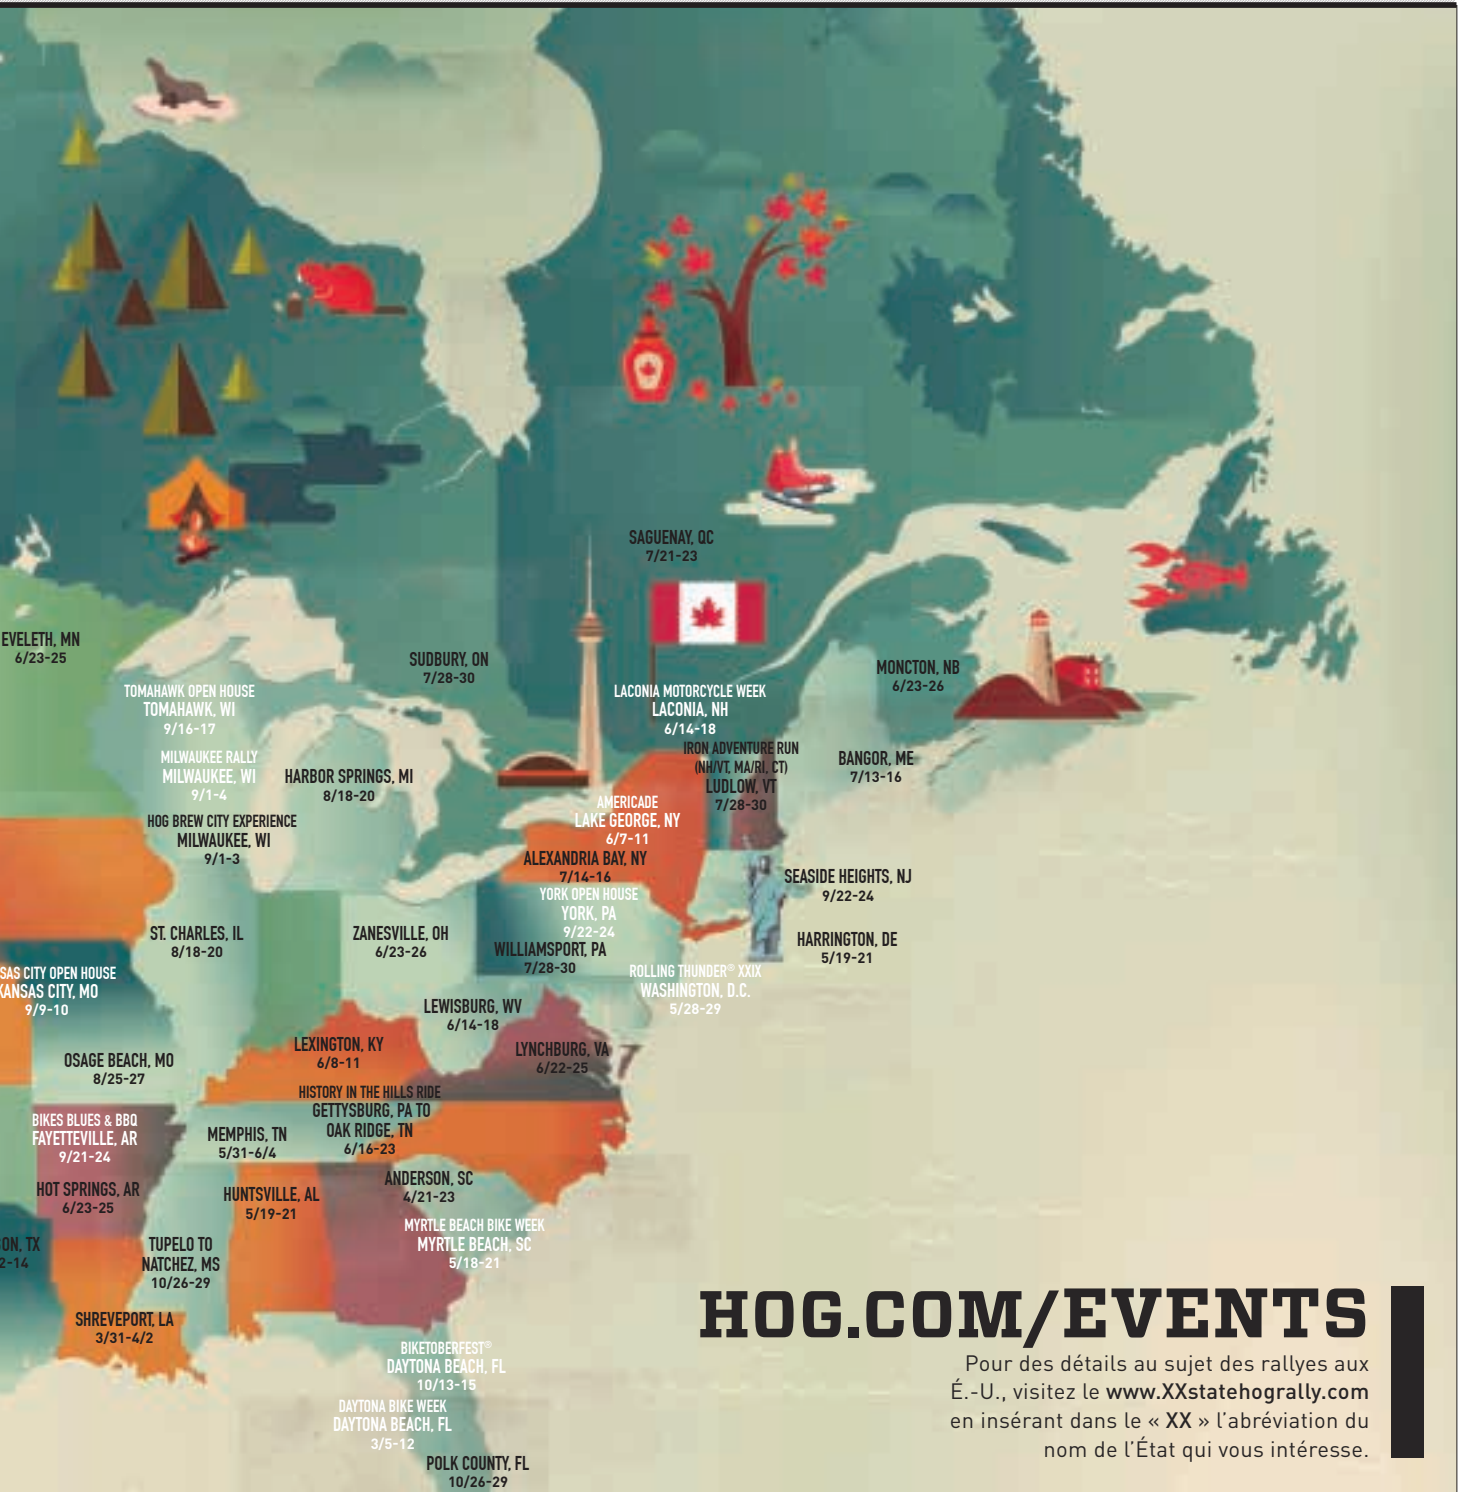 SAGUENAY, QC
7/21-23
EVELETH, MN
6/23-25
SUDBURY, ON
7/28-30
MONCTON, NB
6/23-26
TOMAHAWK OPEN HOUSE
TOMAHAWK, WI
9/16-17
LACONIA MOTORCYCLE WEEK
LACONIA, NH
6/14-18
MILWAUKEE RALLY
MILWAUKEE, WI
9/1-4
HARBOR SPRINGS, MI
8/18-20
IRON ADVENTURE RUN
(NH/VT, MA/RI, CT)
LUDLOW, VT
7/28-30
BANGOR, ME
7/13-16
AMERICADE
LAKE GEORGE, NY
6/7-11
HOG BREW CITY EXPERIENCE
MILWAUKEE, WI
9/1-3
ALEXANDRIA BAY, NY
7/14-16
SEASIDE HEIGHTS, NJ
9/22-24
YORK OPEN HOUSE
YORK, PA
9/22-24
ST. CHARLES, IL
8/18-20
ZANESVILLE, OH
6/23-26
WILLIAMSPORT, PA
7/28-30
HARRINGTON, DE
5/19-21
SAS CITY OPEN HOUSE
KANSAS CITY, MO
9/9-10
ROLLING THUNDER® XXIX
WASHINGTON, D.C.
5/28-29
LEWISBURG, WV
6/14-18
LEXINGTON, KY
6/8-11
LYNCHBURG, VA
6/22-25
OSAGE BEACH, MO
8/25-27
HISTORY IN THE HILLS RIDE
GETTYSBURG, PA TO
OAK RIDGE, TN
6/16-23
BIKES BLUES & BBQ
FAYETTEVILLE, AR
9/21-24
MEMPHIS, TN
5/31-6/4
HOT SPRINGS, AR
6/23-25
HUNTSVILLE, AL
5/19-21
ANDERSON, SC
4/21-23
MYRTLE BEACH BIKE WEEK
MYRTLE BEACH, SC
5/18-21
ON, TX
2-14
TUPELO TO
NATCHEZ, MS
10/26-29
SHREVEPORT, LA
3/31-4/2
BIKETOBERFEST®
DAYTONA BEACH, FL
10/13-15
DAYTONA BIKE WEEK
DAYTONA BEACH, FL
3/5-12
POLK COUNTY, FL
10/26-29
HOG.COM/EVENTS
Pour des détails au sujet des rallyes aux
É.-U., visitez le www.XXstatehogrally.com
en insérant dans le « XX » l'abréviation du
nom de l'État qui vous intéresse.